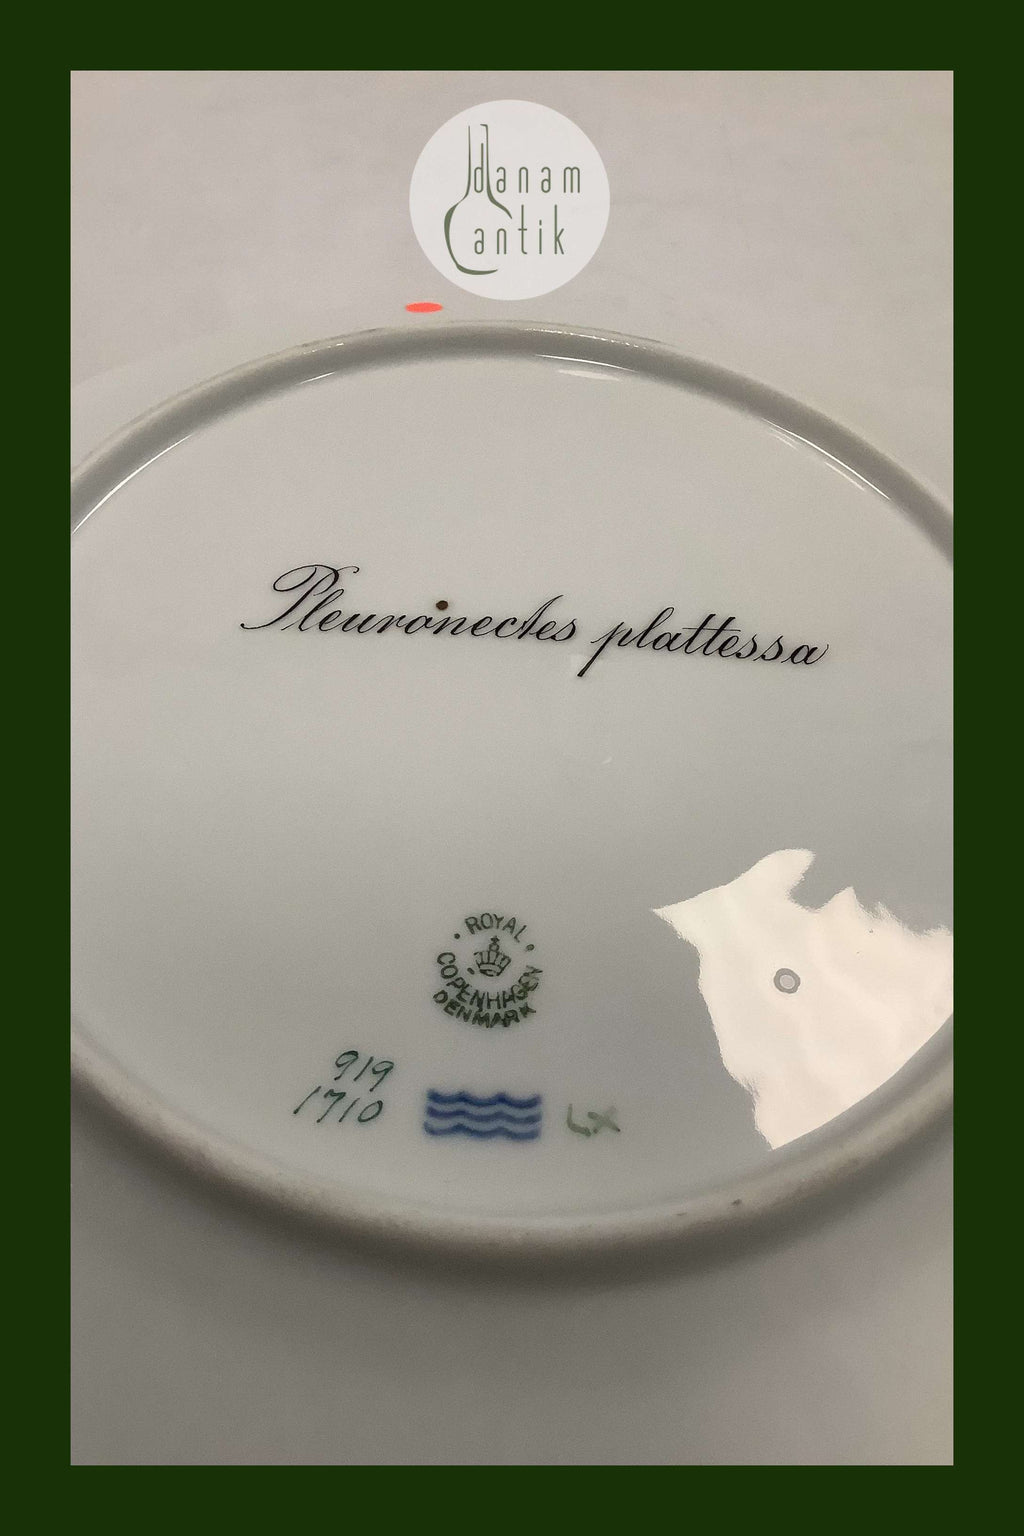 danam
antik
Pleuronectes plattessa
ROYAL
COPENHAGEN
DENMARK
919
1710
LX